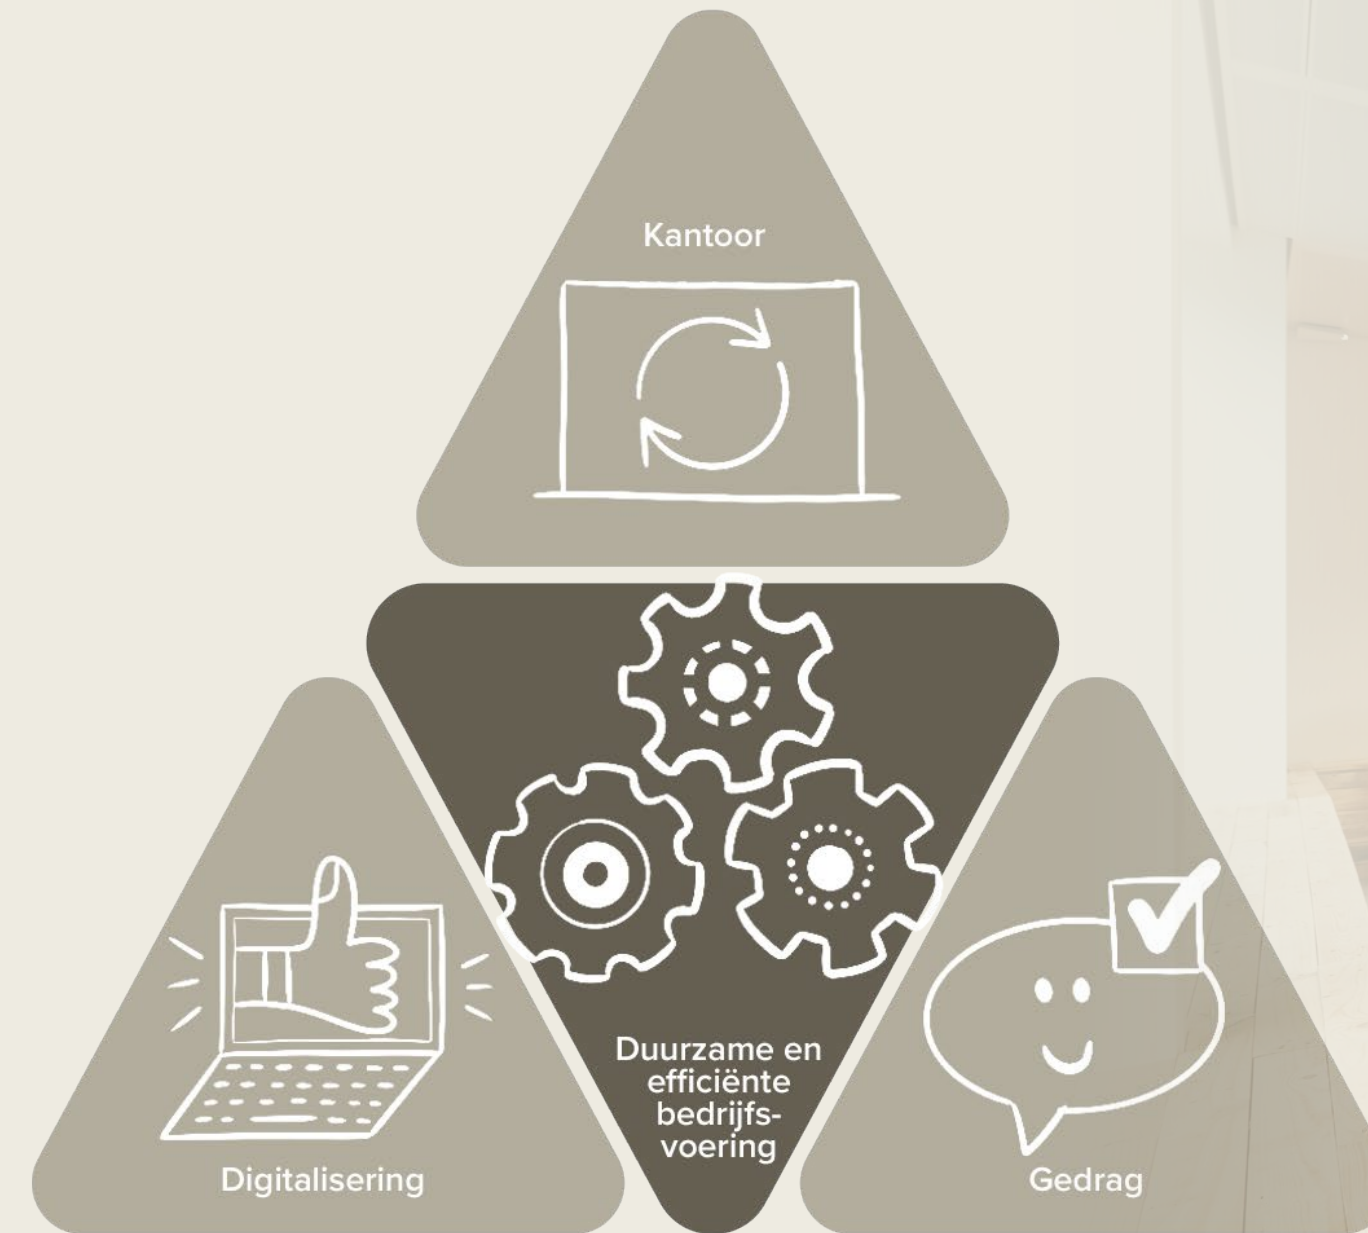 Kantoor
Duurzame en
efficiënte
bedrijfs-
voering
Digitalisering
Gedrag